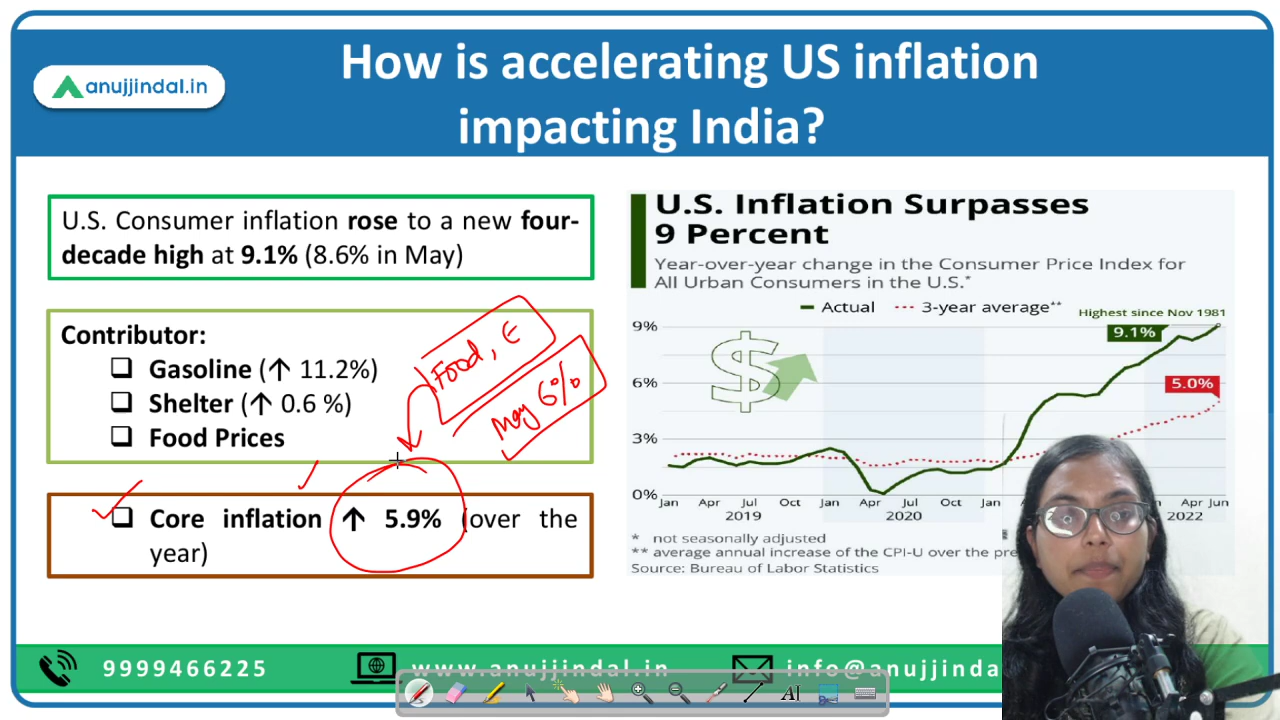 How is accelerating US inflation
impacting India?
anujjindal.in
U.S. Consumer inflation rose to a new four-
decade high at 9.1% (8.6% in May)
Contributor:
Gasoline (↑ 11.2%)
Shelter (↑ 0.6 %)
Food Prices
Food, E
May 6%
Core inflation ↑ 5.9% (over the
year)
U.S. Inflation Surpasses
9 Percent
Year-over-year change in the Consumer Price Index for
All Urban Consumers in the U.S.*
Actual 3-year average**
Highest since Nov 1981
9%
9.1%
6%
5.0%
3%
0%
Jan Apr Jul Oct Jan Apr Jul Oct Jan Apr Jun
2019 2020 2022
* not seasonally adjusted
** average annual increase of the CPI-U over the pre
Source: Bureau of Labor Statistics
9999466225
www.anujjindal.in
info@anujjinda
AI